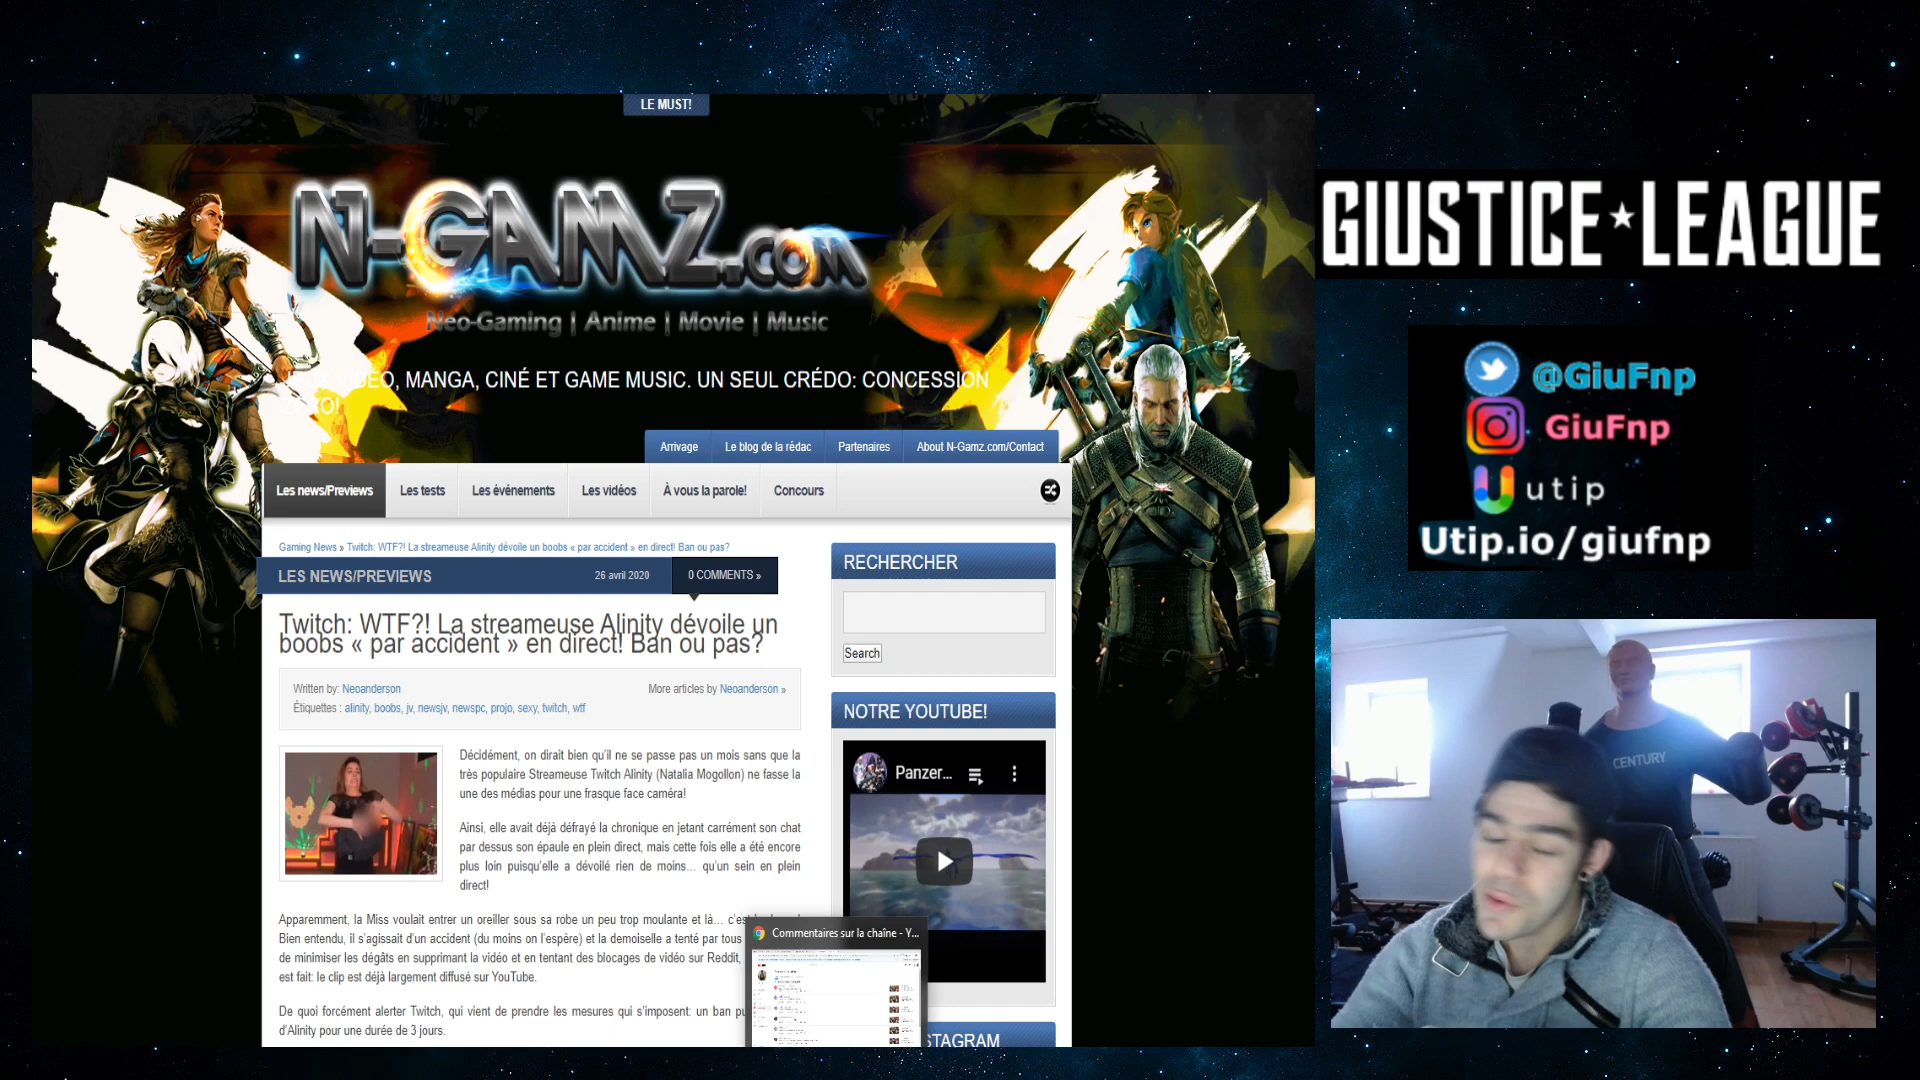 LE MUST!
N-GAMZ.COM
Neo-Gaming | Anime | Movie | Music
VIDÉO, MANGA, CINÉ ET GAME MUSIC. UN SEUL CRÉDO: CONCESSION
ZÉRO!
Arrivage Le blog de la rédac Partenaires About N-Gamz.com/Contact
Les news/Previews Les tests Les événements Les vidéos À vous la parole! Concours
Gaming News » Twitch: WTF?! La streameuse Alinity dévoile un boobs « par accident » en direct! Ban ou pas?
LES NEWS/PREVIEWS 26 avril 2020 0 COMMENTS »
Twitch: WTF?! La streameuse Alinity dévoile un
boobs « par accident » en direct! Ban ou pas?
Written by: Neoanderson More articles by Neoanderson »
Étiquettes : alinity, boobs, jv, newsjv, newspc, projo, sexy, twitch, wtf
Décidément, on dirait bien qu'il ne se passe pas un mois sans que la
très populaire Streameuse Twitch Alinity (Natalia Mogollon) ne fasse la
une des médias pour une frasque face caméra!
Ainsi, elle avait déjà défrayé la chronique en jetant carrément son chat
par dessus son épaule en plein direct, mais cette fois elle a été encore
plus loin puisqu'elle a dévoilé rien de moins... qu'un sein en plein
direct!
Apparemment, la Miss voulait entrer un oreiller sous sa robe un peu trop moulante et là... c'est
Bien entendu, il s'agissait d'un accident (du moins on l'espère) et la demoiselle a tenté par tous
de minimiser les dégâts en supprimant la vidéo et en tentant des blocages de vidéo sur Reddit,
est fait: le clip est déjà largement diffusé sur YouTube.
De quoi forcément alerter Twitch, qui vient de prendre les mesures qui s'imposent: un ban pu
d'Alinity pour une durée de 3 jours.
RECHERCHER
Search
NOTRE YOUTUBE!
Panzer...
Commentaires sur la chaîne - Y...
STAGRAM
GIUSTICE★LEAGUE
@GiuFnp
GiuFnp
utip
Utip.io/giufnp
CENTURY